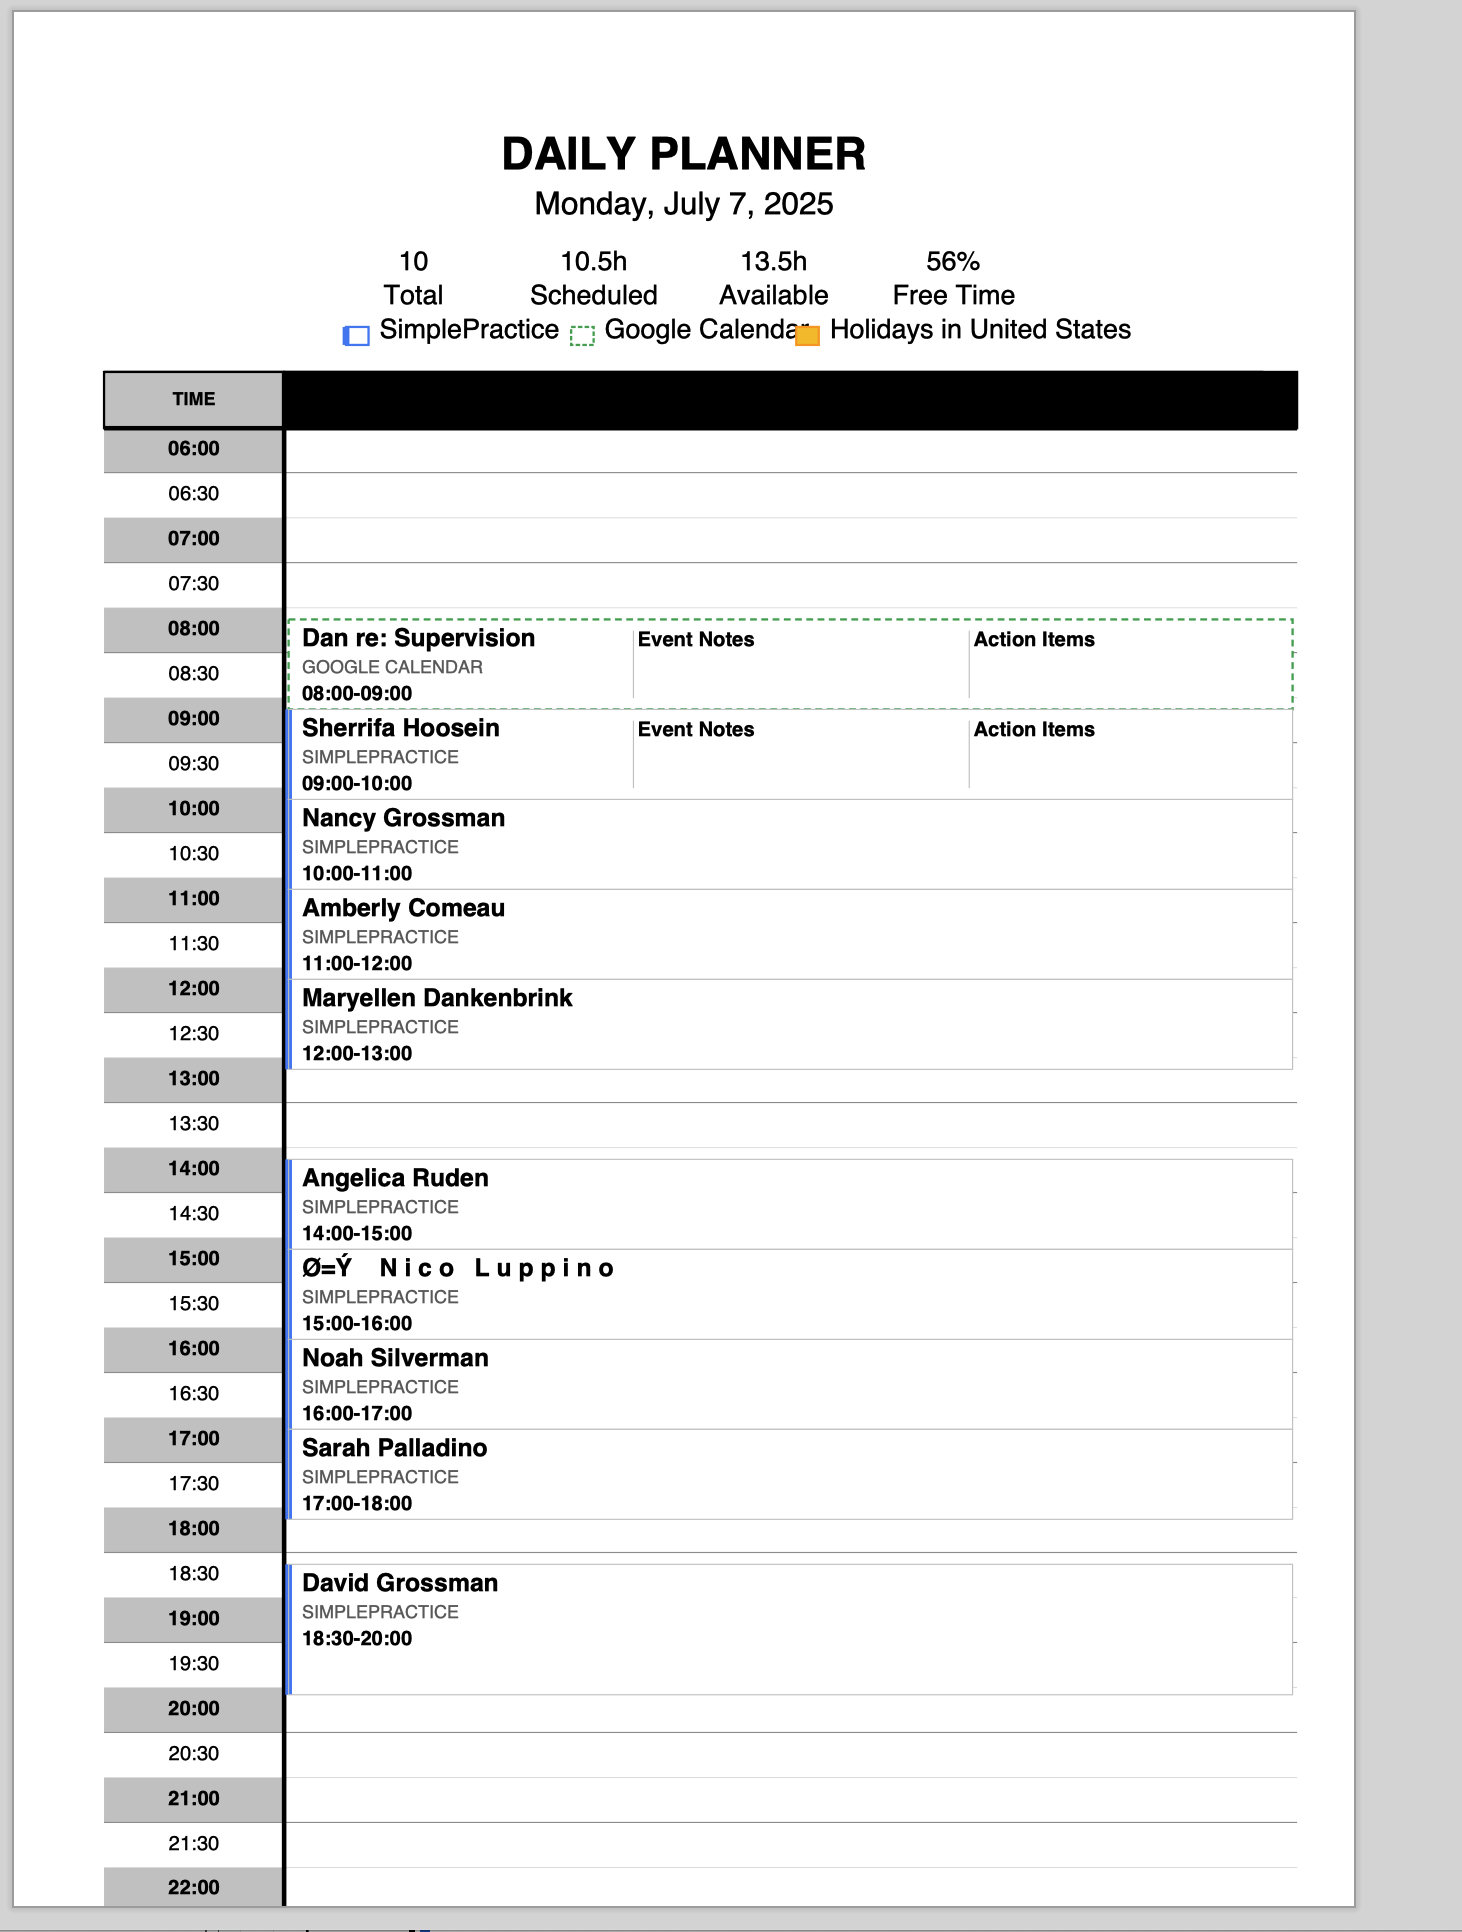 DAILY PLANNER
Monday, July 7, 2025
10 10.5h 13.5h 56%
Total Scheduled Available Free Time
SimplePractice Google Calendar Holidays in United States
TIME
06:00
06:30
07:00
07:30
08:00
Dan re: Supervision Event Notes Action Items
GOOGLE CALENDAR
08:30
08:00-09:00
09:00
Sherrifa Hoosein Event Notes Action Items
SIMPLEPRACTICE
09:30
09:00-10:00
10:00
Nancy Grossman
SIMPLEPRACTICE
10:30
10:00-11:00
11:00
Amberly Comeau
SIMPLEPRACTICE
11:30
11:00-12:00
12:00
Maryellen Dankenbrink
SIMPLEPRACTICE
12:30
12:00-13:00
13:00
13:30
14:00
Angelica Ruden
SIMPLEPRACTICE
14:30
14:00-15:00
15:00
Ø=Ý Nico Luppino
SIMPLEPRACTICE
15:30
15:00-16:00
16:00
Noah Silverman
SIMPLEPRACTICE
16:30
16:00-17:00
17:00
Sarah Palladino
SIMPLEPRACTICE
17:30
17:00-18:00
18:00
18:30
David Grossman
SIMPLEPRACTICE
19:00
18:30-20:00
19:30
20:00
20:30
21:00
21:30
22:00